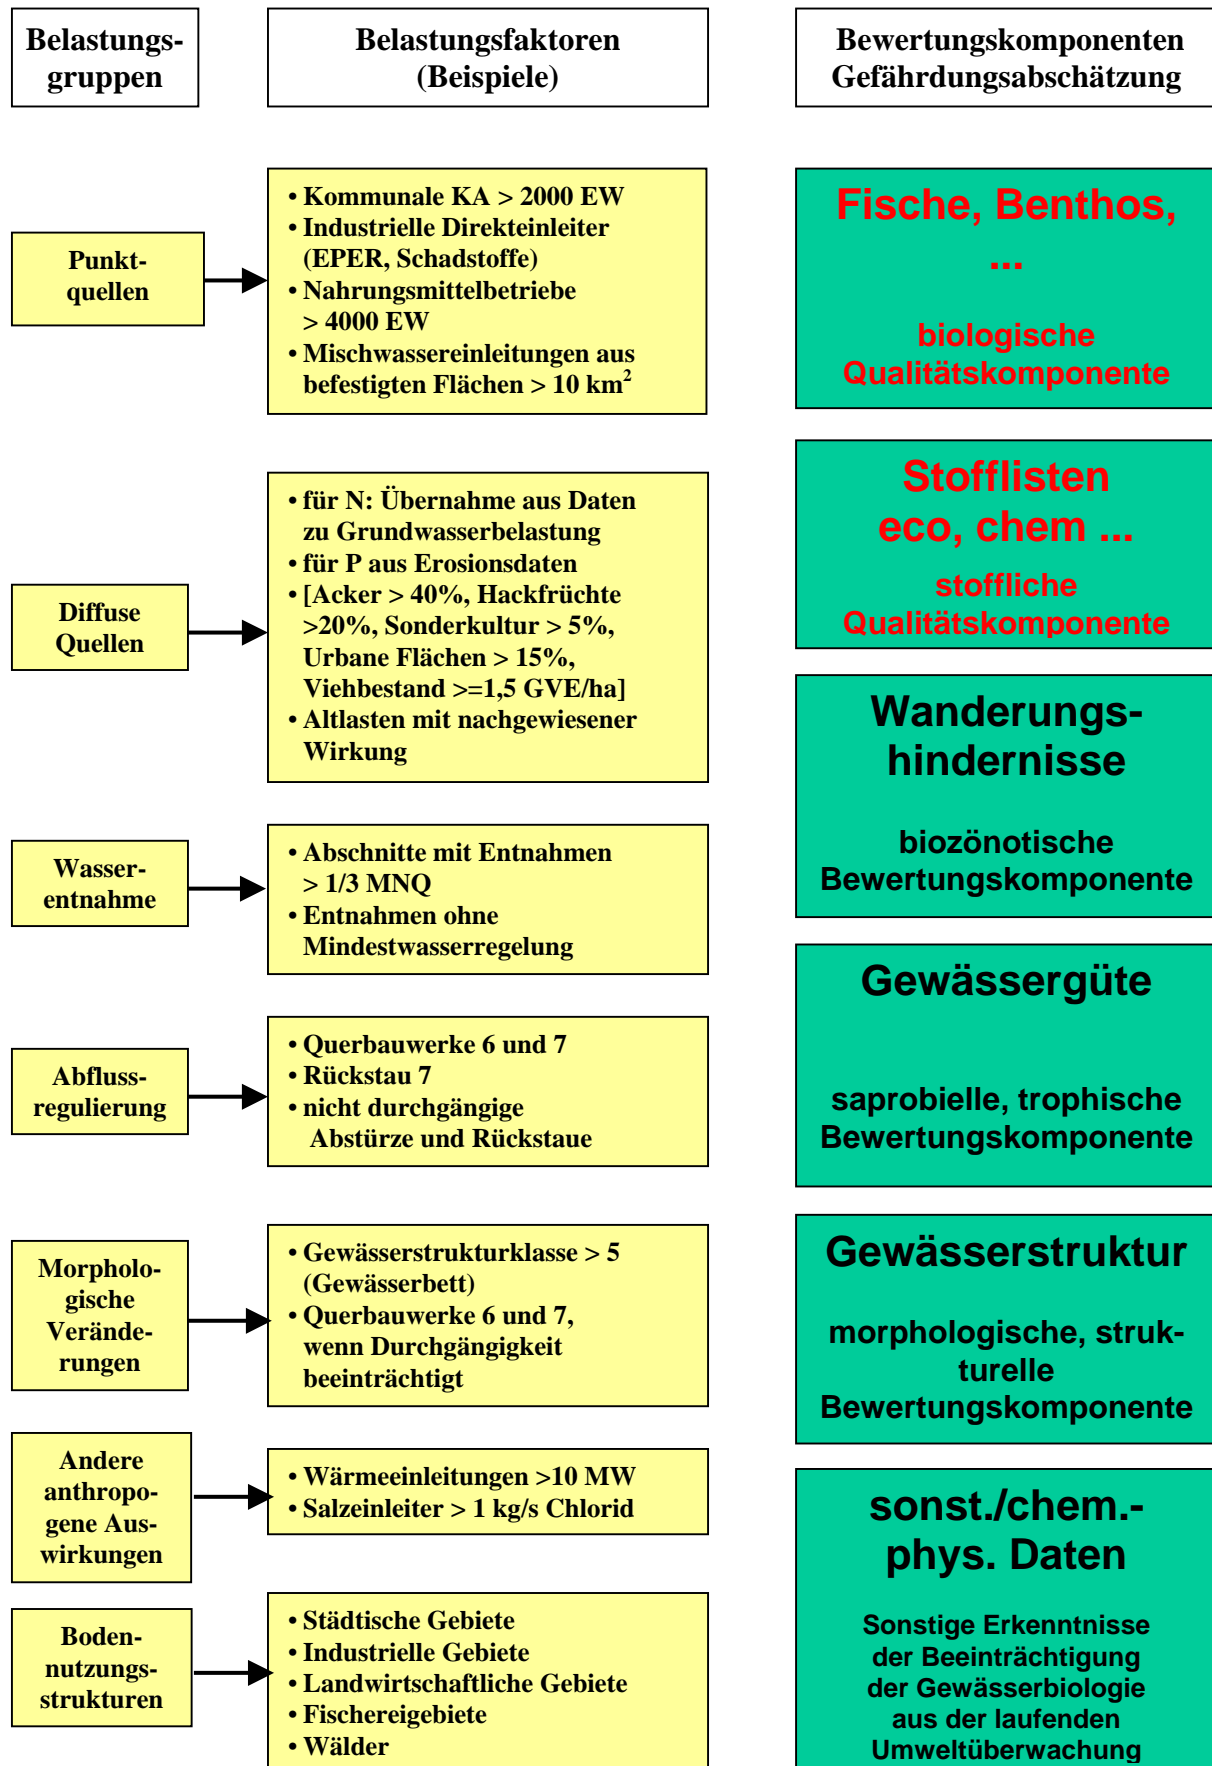 Belastungs-
gruppen
Belastungsfaktoren
(Beispiele)
Bewertungskomponenten
Gefährdungsabschätzung
Punkt-
quellen
• Kommunale KA > 2000 EW
• Industrielle Direkteinleiter
(EPER, Schadstoffe)
• Nahrungsmittelbetriebe
> 4000 EW
• Mischwassereinleitungen aus
befestigten Flächen > 10 km²
Diffuse
Quellen
• für N: Übernahme aus Daten
zu Grundwasserbelastung
• für P aus Erosionsdaten
• [Acker > 40%, Hackfrüchte
>20%, Sonderkultur > 5%,
Urbane Flächen > 15%,
Viehbestand >=1,5 GVE/ha]
• Altlasten mit nachgewiesener
Wirkung
Wasser-
entnahme
• Abschnitte mit Entnahmen
> 1/3 MNQ
• Entnahmen ohne
Mindestwasserregelung
Abfluss-
regulierung
• Querbauwerke 6 und 7
• Rückstau 7
• nicht durchgängige
Abstürze und Rückstaue
Morpholo-
gische
Verände-
rungen
• Gewässerstrukturklasse > 5
(Gewässerbett)
• Querbauwerke 6 und 7,
wenn Durchgängigkeit
beeinträchtigt
Andere
anthropo-
gene Aus-
wirkungen
• Wärmeeinleitungen >10 MW
• Salzeinleiter > 1 kg/s Chlorid
Boden-
nutzungs-
strukturen
• Städtische Gebiete
• Industrielle Gebiete
• Landwirtschaftliche Gebiete
• Fischereigebiete
• Wälder
Fische, Benthos,
...
biologische
Qualitätskomponente
Stofflisten
eco, chem ...
stoffliche
Qualitätskomponente
Wanderungs-
hindernisse
biozönotische
Bewertungskomponente
Gewässergüte
saprobielle, trophische
Bewertungskomponente
Gewässerstruktur
morphologische, struk-
turelle
Bewertungskomponente
sonst./chem.-
phys. Daten
Sonstige Erkenntnisse
der Beeinträchtigung
der Gewässerbiologie
aus der laufenden
Umweltüberwachung